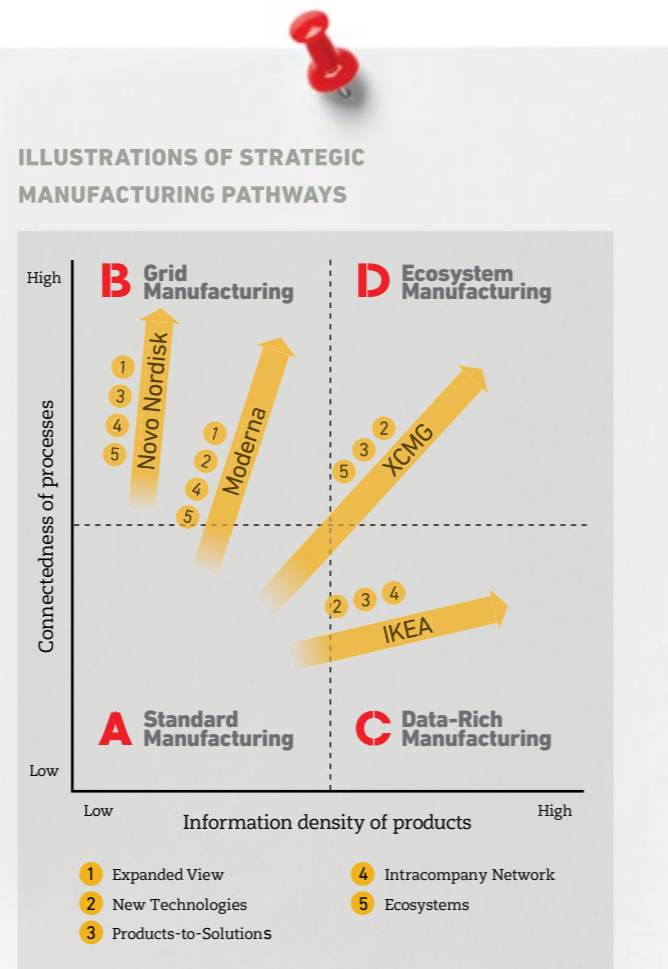 ILLUSTRATIONS OF STRATEGIC
MANUFACTURING PATHWAYS
High
B Grid
Manufacturing
D Ecosystem
Manufacturing
1
3
4
5
Novo Nordisk
1
2
4
5
Moderna
2
3
5
XCMG
Connectedness of processes
2 3 4
IKEA
A Standard
Manufacturing
C Data-Rich
Manufacturing
Low
Low
High
Information density of products
1 Expanded View
2 New Technologies
3 Products-to-Solutions
4 Intracompany Network
5 Ecosystems